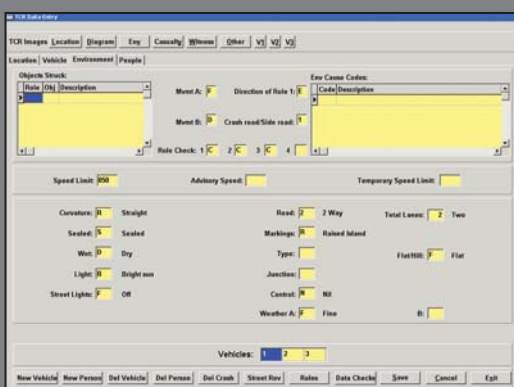 TCR Data Entry
TCR Images Location Diagram Env Casualty Witness Other V1 V2 V3
Location Vehicle Environment People
Objects Struck: Env Cause Codes:
Role Obj Description Mvmt A: F Direction of Role 1: E Code Description
Mvmt B: D Crash road/Side road: 1
Role Check: 1 C 2 C 3 C 4
Speed Limit: 050 Advisory Speed: Temporary Speed Limit:
Curvature: R Straight Road: 2 2 Way Total Lanes: 2 Two
Sealed: S Sealed Markings: R Raised Island
Wet: D Dry Type: Flat/Hill: F Flat
Light: B Bright sun Junction:
Street Lights: F Off Control: N Nil
Weather A: F Fine B:
Vehicles: 1 2 3
New Vehicle New Person Del Vehicle Del Person Del Crash Street Rev Roles Data Checks Save Cancel Exit